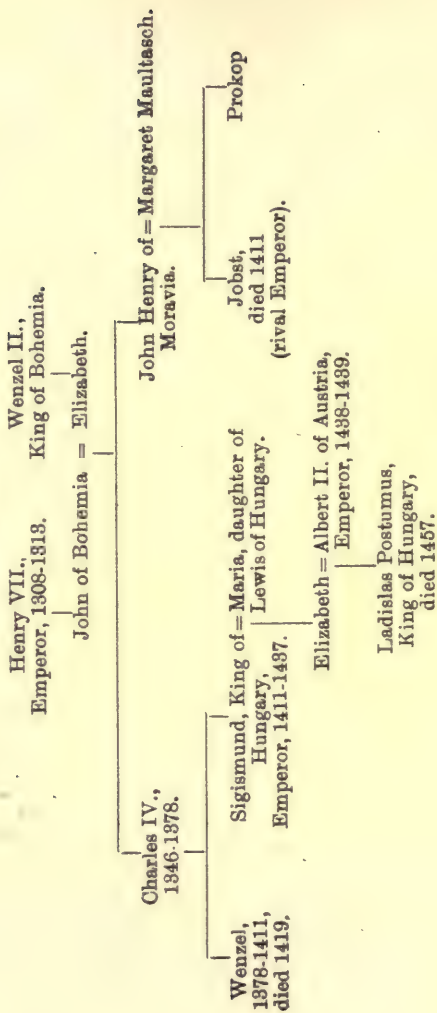 Henry VII.,
Emperor, 1308-1313.
Wenzel II.,
King of Bohemia.
John of Bohemia = Elizabeth.
Charles IV.,
1346-1378.
John Henry of = Margaret Maultasch.
Moravia.
Wenzel,
1378-1411,
died 1419.
Sigismund, King of = Maria, daughter of
Hungary, Lewis of Hungary.
Emperor, 1411-1437.
Jobst,
died 1411
(rival Emperor).
Prokop
Elizabeth = Albert II. of Austria,
Emperor, 1438-1439.
Ladislas Postumus,
King of Hungary,
died 1457.